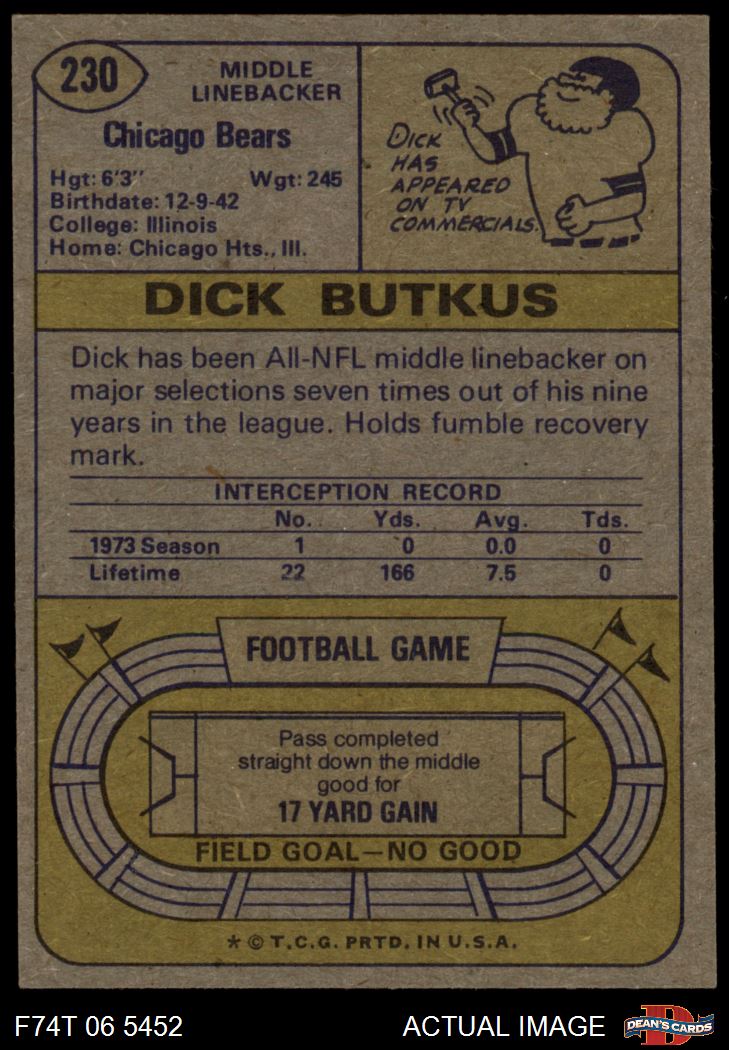 230
MIDDLE
LINEBACKER
Chicago Bears
Hgt: 6'3" Wgt: 245
Birthdate: 12-9-42
College: Illinois
Home: Chicago Hts., Ill.
DICK
HAS
APPEARED
ON TV
COMMERCIALS.
DICK BUTKUS
Dick has been All-NFL middle linebacker on
major selections seven times out of his nine
years in the league. Holds fumble recovery
mark.
INTERCEPTION RECORD
No. Yds. Avg. Tds.
1973 Season 1 0 0.0 0
Lifetime 22 166 7.5 0
FOOTBALL GAME
Pass completed
straight down the middle
good for
17 YARD GAIN
FIELD GOAL—NO GOOD
* © T.C.G. PRTD. IN U.S.A.
F74T 06 5452 ACTUAL IMAGE
D
DEAN'S CARDS